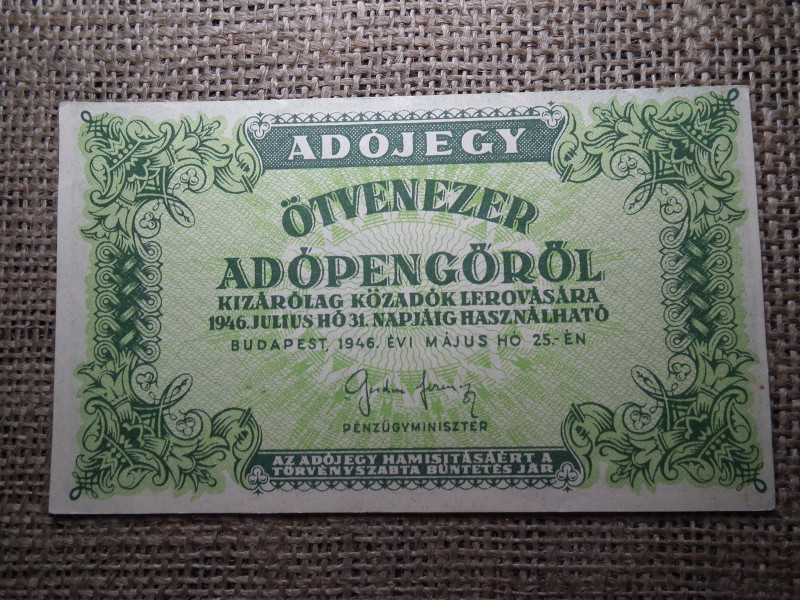 ADÓJEGY
ÖTVENEZER
ADÓPENGŐRŐL
KIZÁRÓLAG KÖZADÓK LEROVÁSÁRA
1946. JULIUS HÓ 31. NAPJÁIG HASZNÁLHATÓ
BUDAPEST, 1946. ÉVI MÁJUS HÓ 25.-ÉN
PÉNZÜGYMINISZTER
AZ ADÓJEGY HAMISITÁSÁÉRT A
TÖRVÉNYSZABTA BÜNTETÉS JÁR